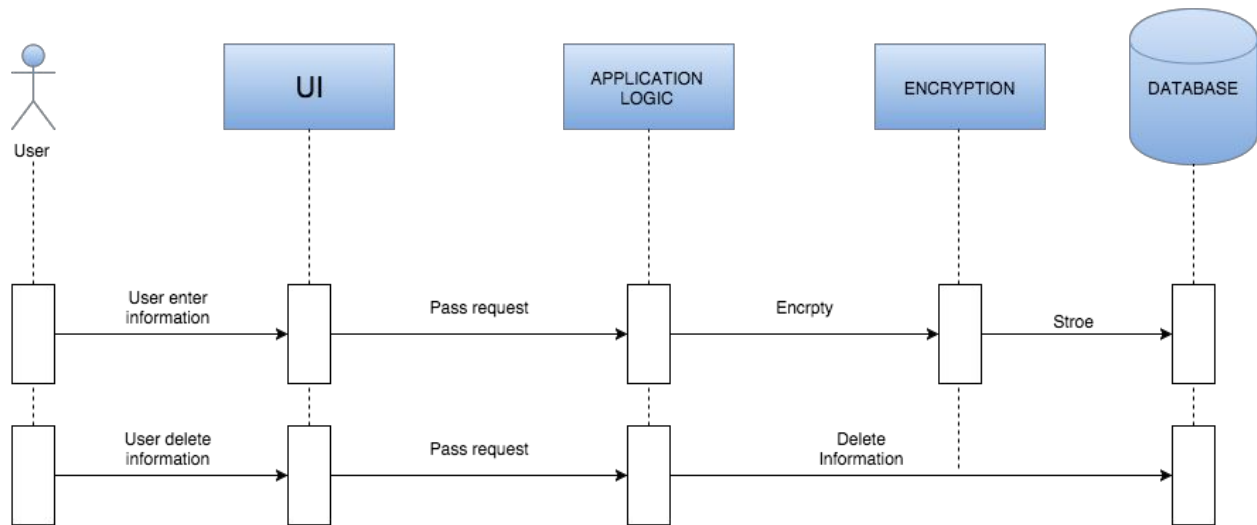 User
UI
APPLICATION
LOGIC
ENCRYPTION
DATABASE
User enter
information
Pass request
Encrpty
Stroe
User delete
information
Pass request
Delete
Information